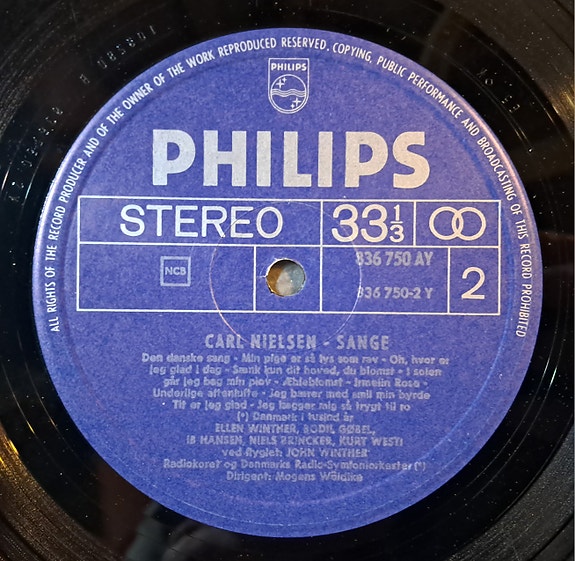 ALL RIGHTS OF THE RECORD PRODUCER AND OF THE OWNER OF THE WORK REPRODUCED RESERVED. COPYING, PUBLIC PERFORMANCE AND BROADCASTING OF THIS RECORD PROHIBITED
PHILIPS
PHILIPS
STEREO 33 1/3
NCB 836 750 AY
836 750-2 Y 2
CARL NIELSEN - SANGE
Den danske sang - Min pige er så lys som rav - Oh, hvor er
jeg glad i dag - Sænk kun dit hoved, du blomst - I solen
går jeg bag min plov - Æbleblomst - Irmelin Rose -
Underlige aftenlufte - Jeg bærer med smil min byrde
Tit er jeg glad - Jeg lægger mig så trygt til ro
(*) Danmark i tusind år
ELLEN WINTHER, BODIL GØBEL,
IB HANSEN, NIELS BRINCKER, KURT WESTI
ved flyglet: JOHN WINTHER
Radiokoret og Danmarks Radio-Symfoniorkester (*)
Dirigent: Mogens Wöldike